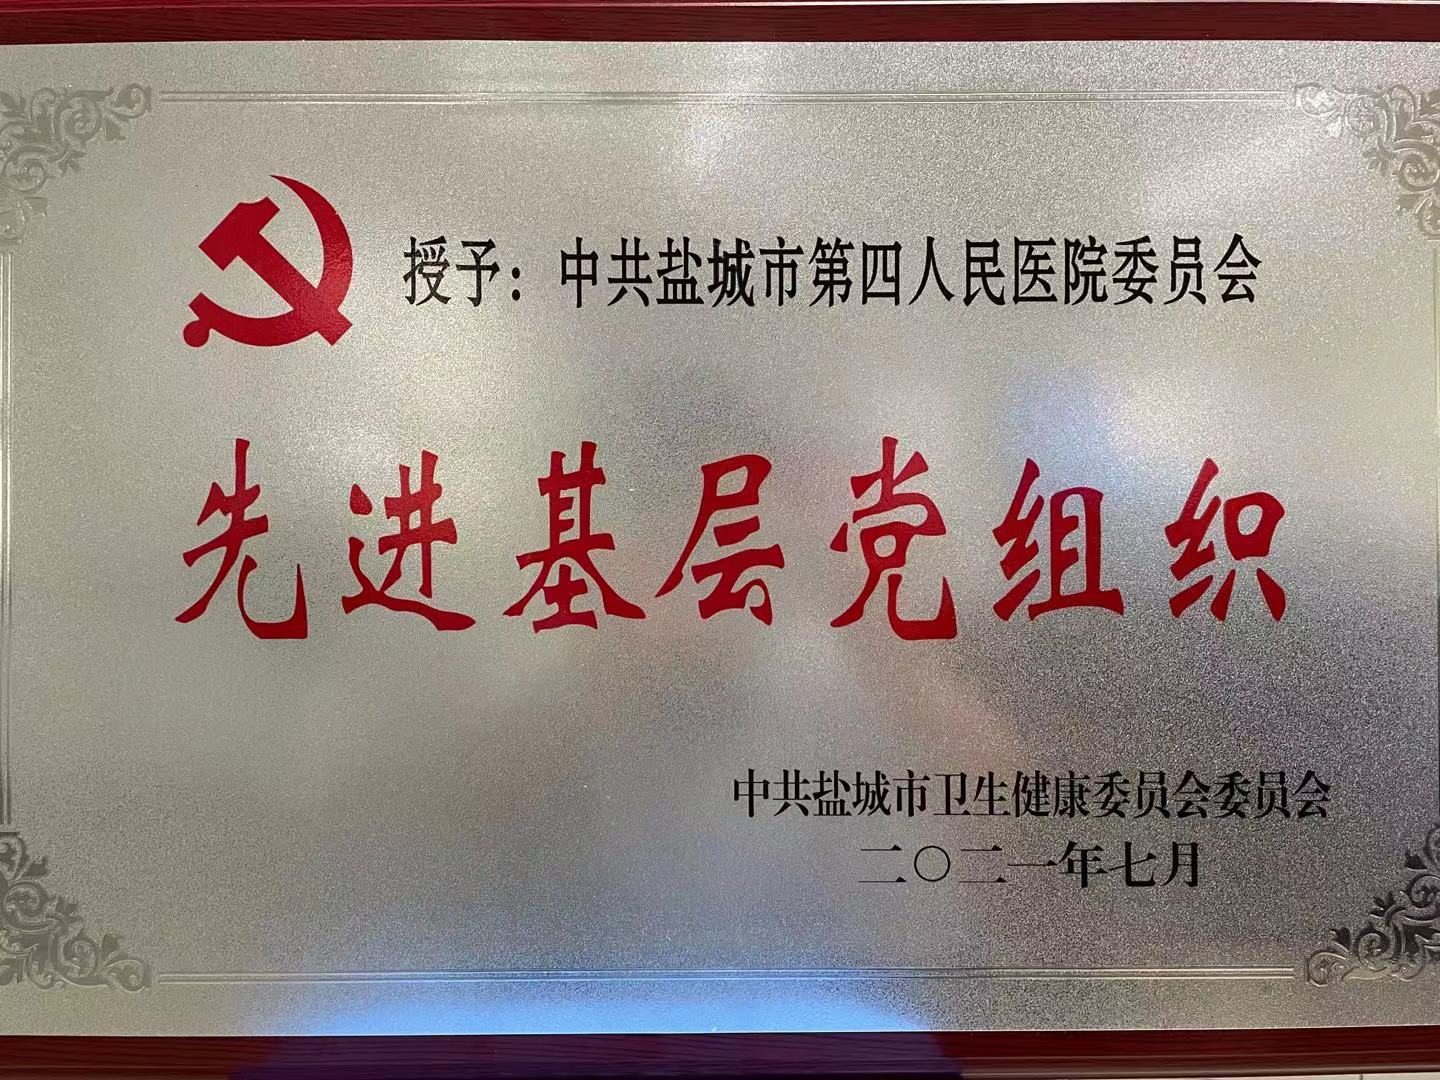 授予：中共盐城市第四人民医院委员会
先进基层党组织
中共盐城市卫生健康委员会委员会
二〇二一年七月